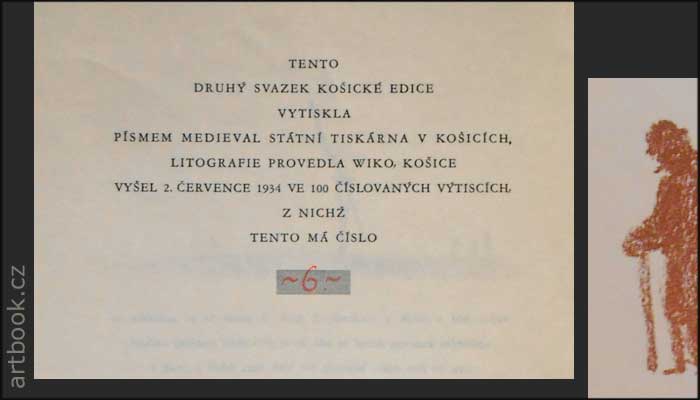 TENTO
DRUHÝ SVAZEK KOŠICKÉ EDICE
VYTISKLA
PÍSMEM MEDIEVAL STÁTNÍ TISKÁRNA V KOŠICÍCH,
LITOGRAFIE PROVEDLA WIKO, KOŠICE
VYŠEL 2. ČERVENCE 1934 VE 100 ČÍSLOVANÝCH VÝTISCÍCH,
Z NICHŽ
TENTO MÁ ČÍSLO
~6.~
artbook.cz